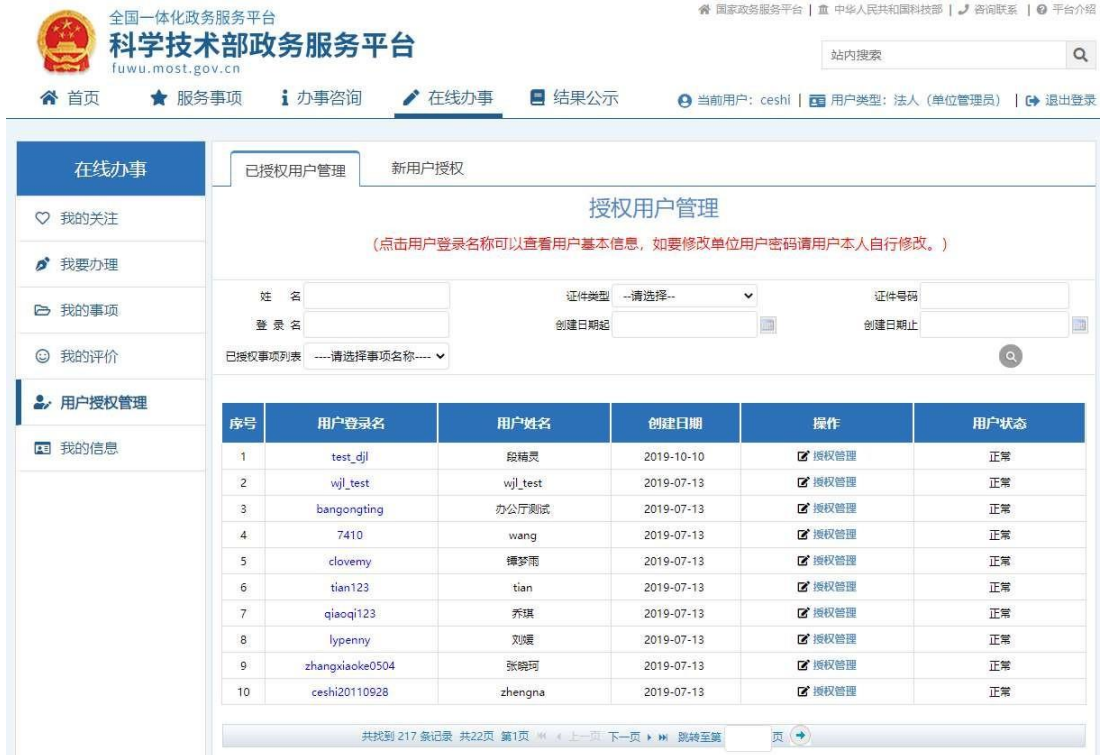 国家政务服务平台 | 中华人民共和国科技部 | 咨询联系 | 平台介绍
全国一体化政务服务平台
科学技术部政务服务平台
fuwu.most.gov.cn
站内搜索
首页 服务事项 办事咨询 在线办事 结果公示 当前用户：ceshi | 用户类型：法人（单位管理员） | 退出登录
在线办事
我的关注
我要办理
我的事项
我的评价
用户授权管理
我的信息
已授权用户管理 新用户授权
授权用户管理
（点击用户登录名称可以查看用户基本信息，如要修改单位用户密码请用户本人自行修改。）
姓 名 证件类型 --请选择-- 证件号码
登 录 名 创建日期起 创建日期止
已授权事项列表 ----请选择事项名称----
序号 用户登录名 用户姓名 创建日期 操作 用户状态
1 test_djl 段精灵 2019-10-10 授权管理 正常
2 wjl_test wjl_test 2019-07-13 授权管理 正常
3 bangongting 办公厅测试 2019-07-13 授权管理 正常
4 7410 wang 2019-07-13 授权管理 正常
5 clovemy 梦雨 2019-07-13 授权管理 正常
6 tian123 tian 2019-07-13 授权管理 正常
7 qiaoqi123 乔琪 2019-07-13 授权管理 正常
8 lypenny 刘媛 2019-07-13 授权管理 正常
9 zhangxiaoke0504 张晓珂 2019-07-13 授权管理 正常
10 ceshi20110928 zhengna 2019-07-13 授权管理 正常
共找到 217 条记录 共22页 第1页 上一页 下一页 跳转至第 页